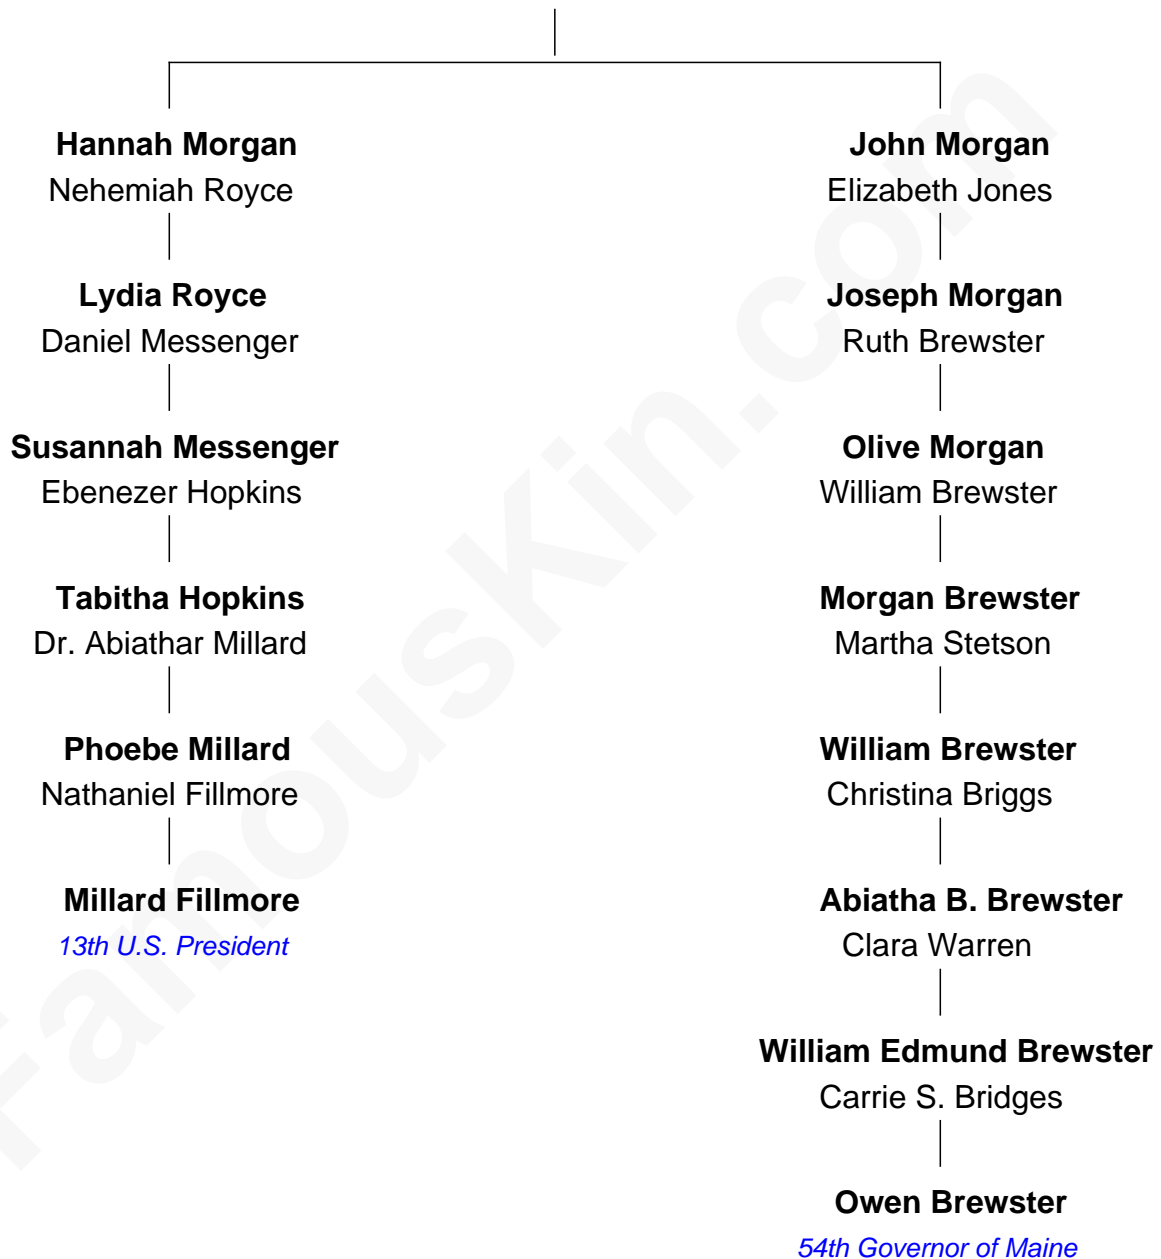 Hannah Morgan
Nehemiah Royce
Lydia Royce
Daniel Messenger
Susannah Messenger
Ebenezer Hopkins
Tabitha Hopkins
Dr. Abiathar Millard
Phoebe Millard
Nathaniel Fillmore
Millard Fillmore
13th U.S. President
John Morgan
Elizabeth Jones
Joseph Morgan
Ruth Brewster
Olive Morgan
William Brewster
Morgan Brewster
Martha Stetson
William Brewster
Christina Briggs
Abiatha B. Brewster
Clara Warren
William Edmund Brewster
Carrie S. Bridges
Owen Brewster
54th Governor of Maine
FamousKin.com